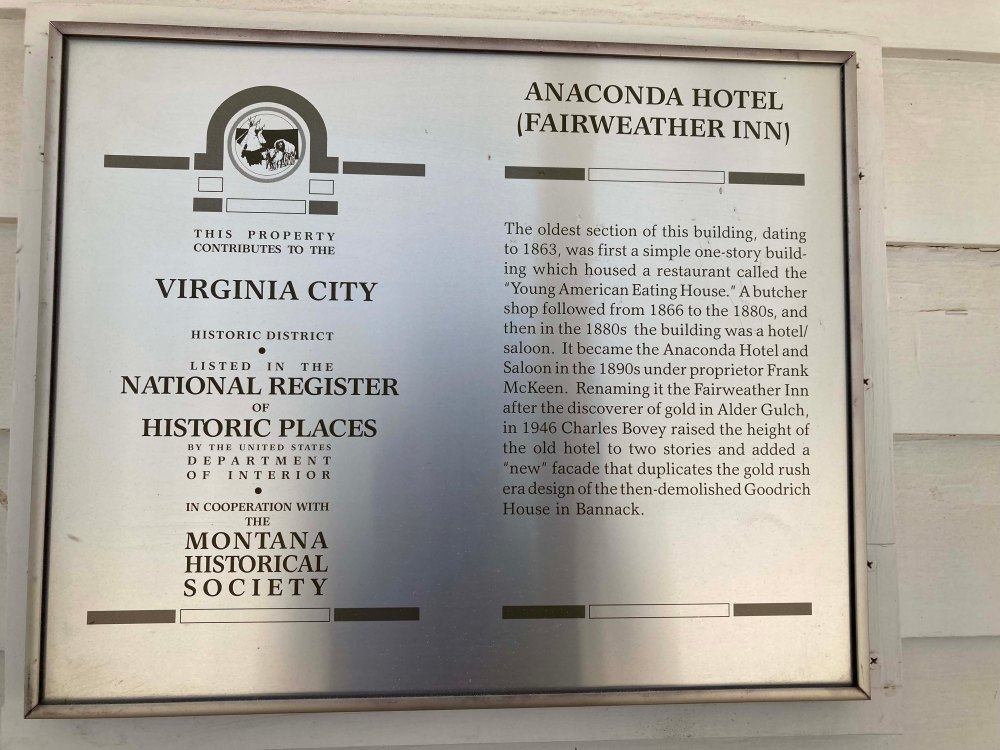 THIS PROPERTY
CONTRIBUTES TO THE
VIRGINIA CITY
HISTORIC DISTRICT
•
LISTED IN THE
NATIONAL REGISTER
OF
HISTORIC PLACES
BY THE UNITED STATES
DEPARTMENT
OF INTERIOR
•
IN COOPERATION WITH
THE
MONTANA
HISTORICAL
SOCIETY
ANACONDA HOTEL
(FAIRWEATHER INN)
The oldest section of this building, dating
to 1863, was first a simple one-story build-
ing which housed a restaurant called the
"Young American Eating House." A butcher
shop followed from 1866 to the 1880s, and
then in the 1880s the building was a hotel/
saloon. It became the Anaconda Hotel and
Saloon in the 1890s under proprietor Frank
McKeen. Renaming it the Fairweather Inn
after the discoverer of gold in Alder Gulch,
in 1946 Charles Bovey raised the height of
the old hotel to two stories and added a
"new" facade that duplicates the gold rush
era design of the then-demolished Goodrich
House in Bannack.